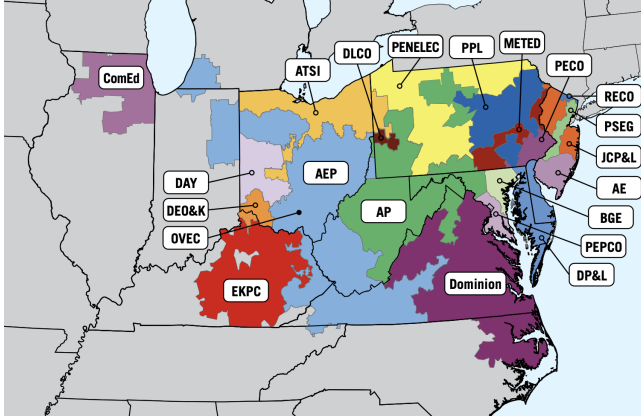 DLCO
PENELEC
PPL
METED
PECO
ComEd
ATSI
RECO
PSEG
JCP&L
DAY
AEP
AE
DEO&K
AP
BGE
OVEC
PEPCO
EKPC
Dominion
DP&L